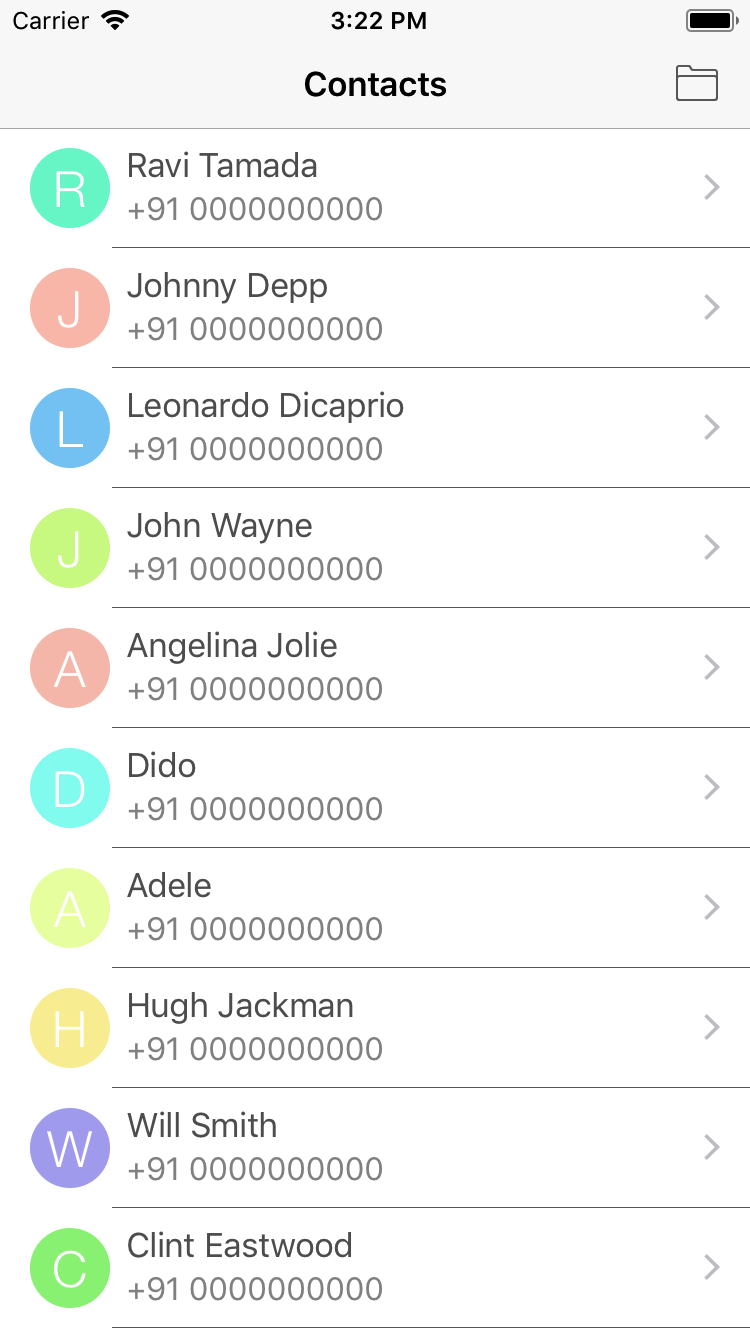 Carrier 3:22 PM
Contacts
R Ravi Tamada
+91 0000000000
J Johnny Depp
+91 0000000000
L Leonardo Dicaprio
+91 0000000000
J John Wayne
+91 0000000000
A Angelina Jolie
+91 0000000000
D Dido
+91 0000000000
A Adele
+91 0000000000
H Hugh Jackman
+91 0000000000
W Will Smith
+91 0000000000
C Clint Eastwood
+91 0000000000